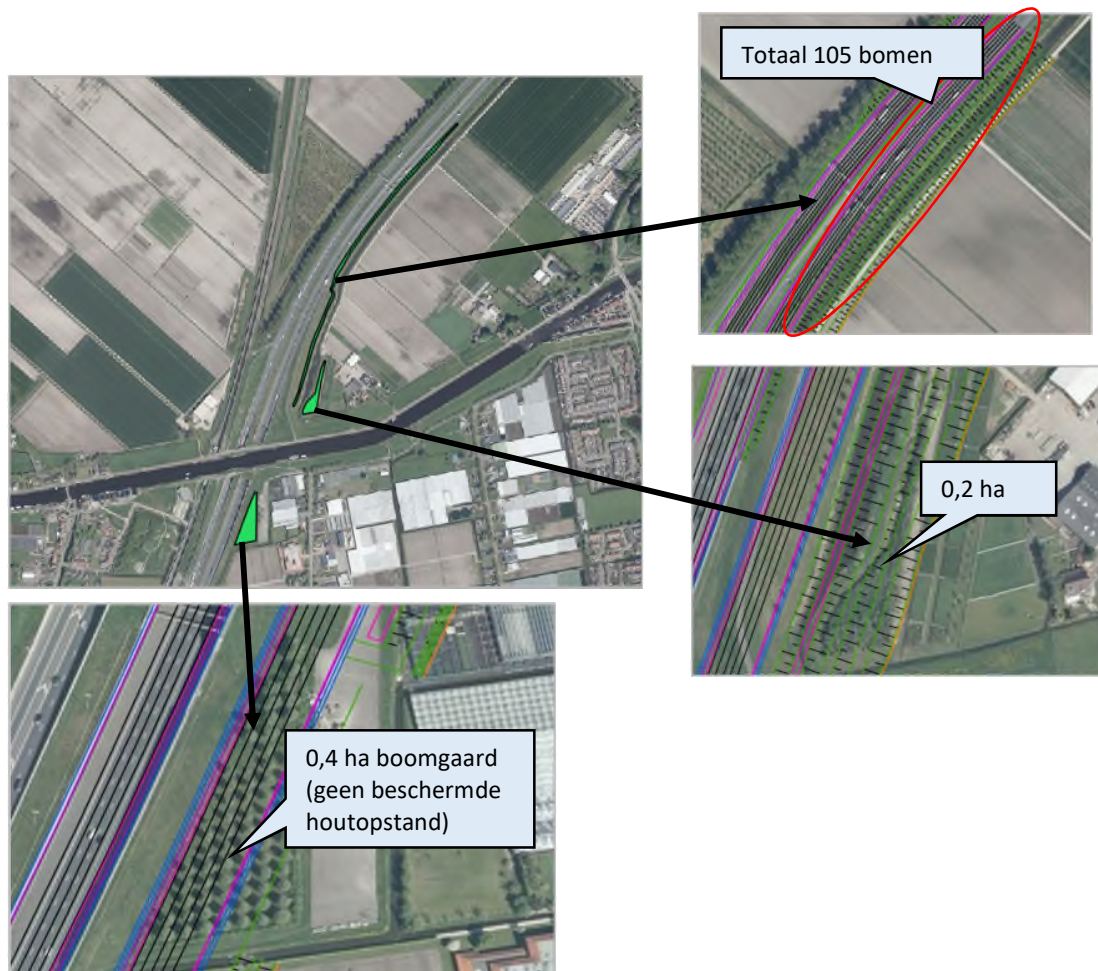 Totaal 105 bomen
0,2 ha
0,4 ha boomgaard
(geen beschermde
houtopstand)